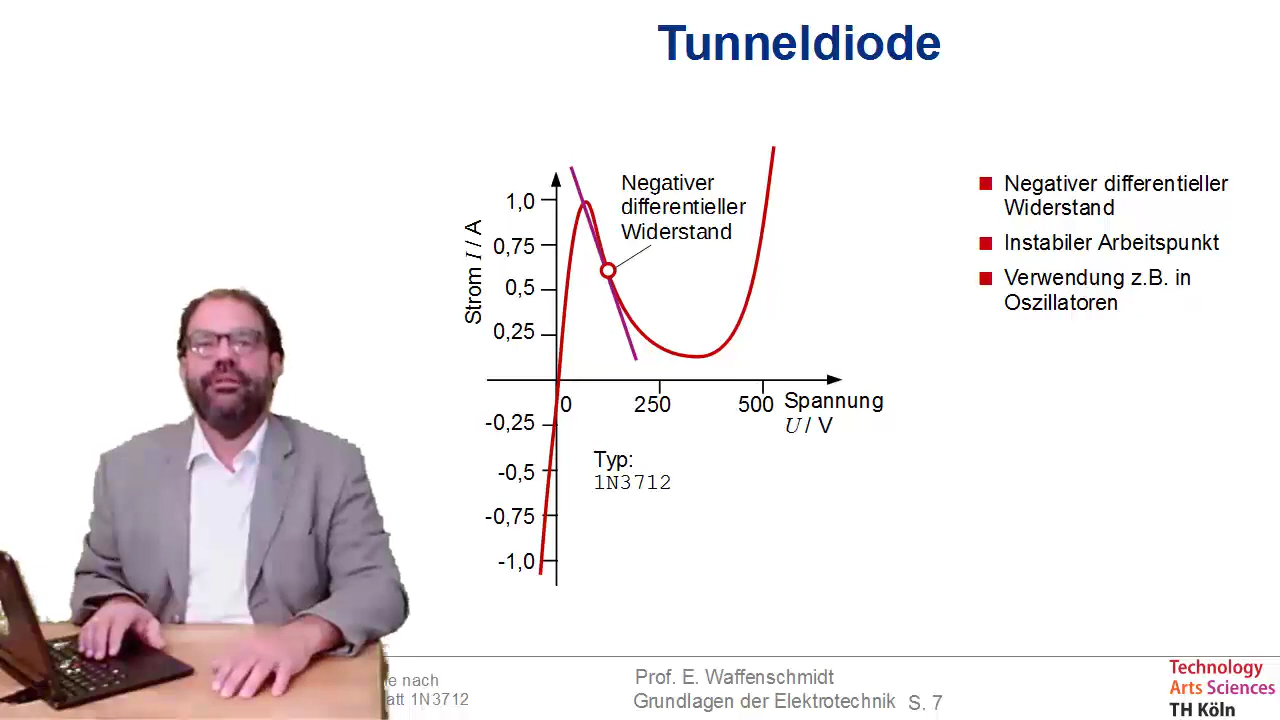 Tunneldiode
Negativer
differentieller
Widerstand
Strom I / A
1,0
0,75
0,5
0,25
-0,25
-0,5
-0,75
-1,0
0
250
500
Spannung
U / V
Typ:
1N3712
Negativer differentieller
Widerstand
Instabiler Arbeitspunkt
Verwendung z.B. in
Oszillatoren
nach
1N3712
Prof. E. Waffenschmidt
Grundlagen der Elektrotechnik S. 7
Technology
Arts Sciences
TH Köln